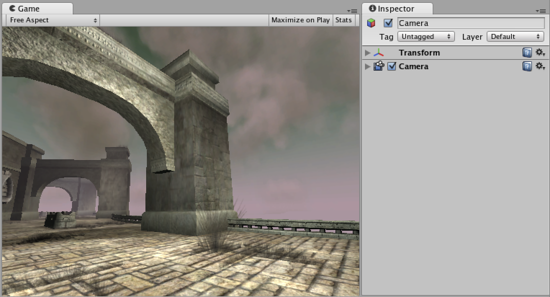 Game
Inspector
Free Aspect
Maximize on Play
Stats
Camera
Tag
Untagged
Layer
Default
Transform
Camera